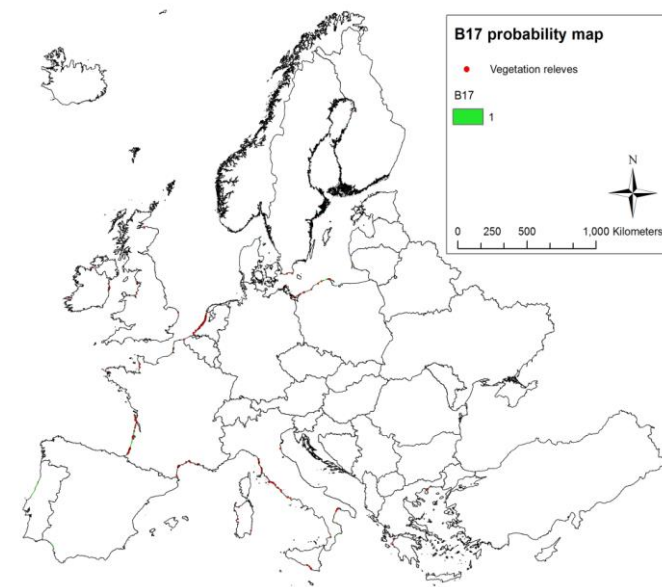 B17 probability map
Vegetation releves
B17
1
N
0 250 500 1,000 Kilometers